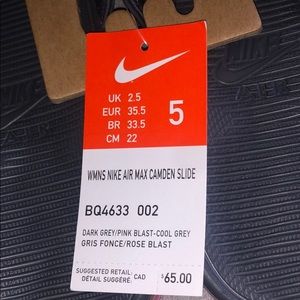 UK 2.5
EUR 35.5
BR 33.5
CM 22
5
WMNS NIKE AIR MAX CAMDEN SLIDE
BQ4633 002
DARK GREY/PINK BLAST-COOL GREY
GRIS FONCE/ROSE BLAST
SUGGESTED RETAIL: CAD $65.00
DÉTAIL SUGGÉRÉ: